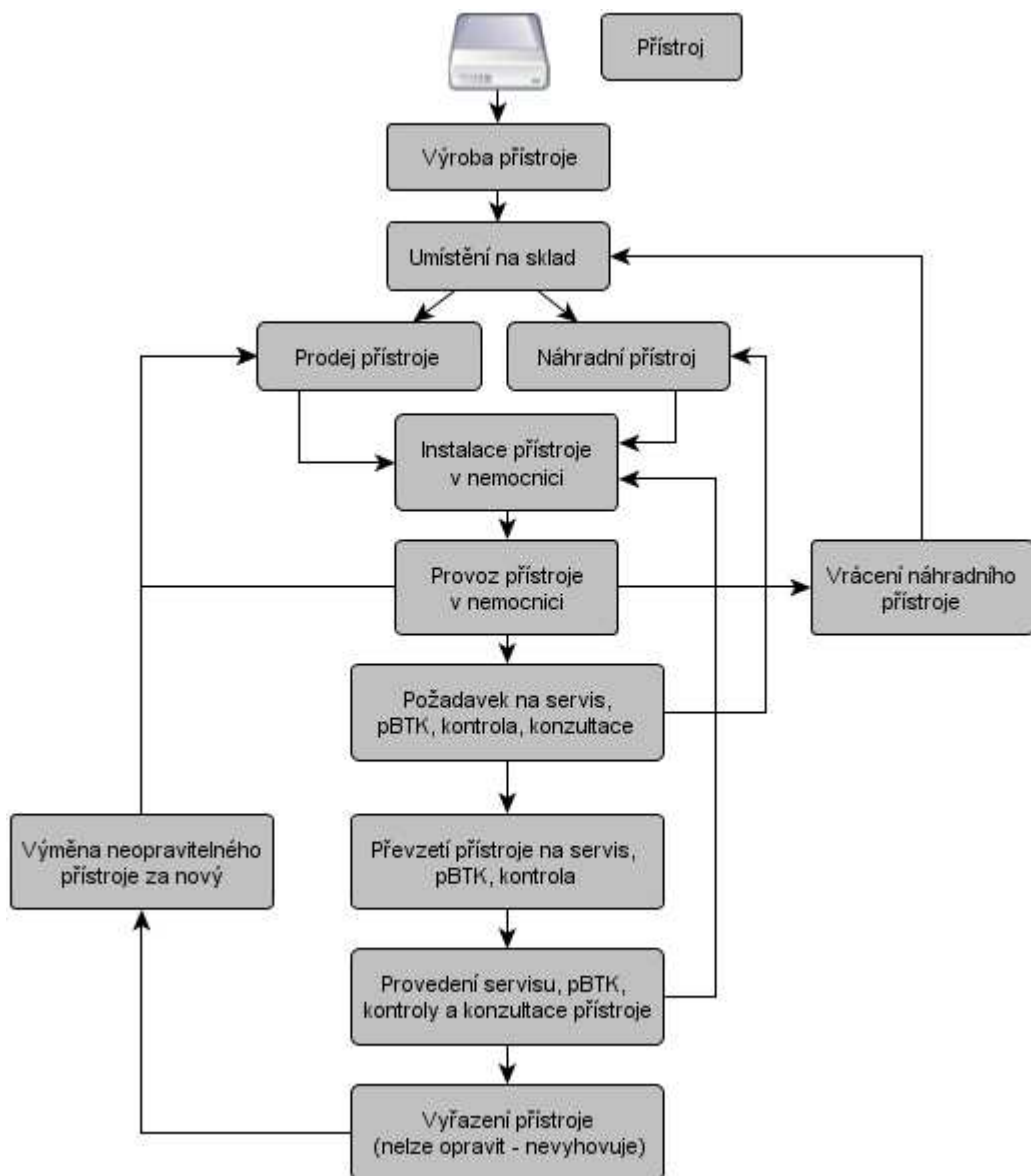 Přístroj
Výroba přístroje
Umístění na sklad
Prodej přístroje
Náhradní přístroj
Instalace přístroje
v nemocnici
Provoz přístroje
v nemocnici
Vrácení náhradního
přístroje
Požadavek na servis,
pBTK, kontrola, konzultace
Výměna neopravitelného
přístroje za nový
Převzetí přístroje na servis,
pBTK, kontrola
Provedení servisu, pBTK,
kontroly a konzultace přístroje
Vyřazení přístroje
(nelze opravit - nevyhovuje)